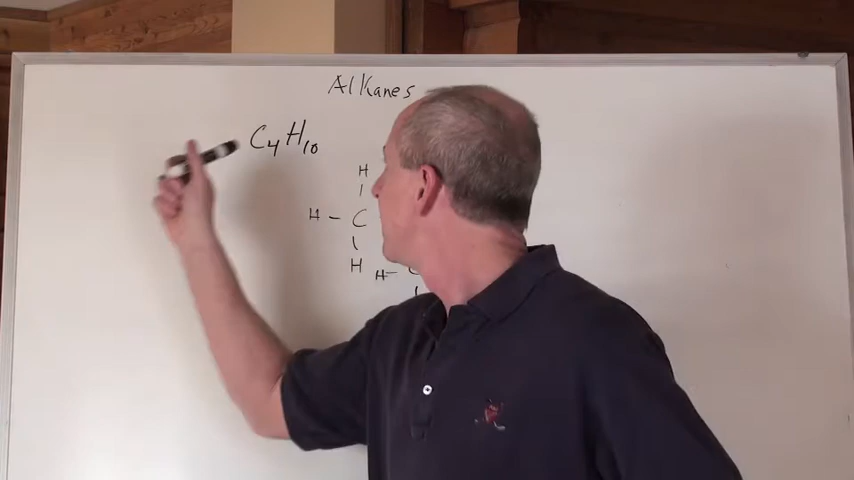 Alkanes
C₄H₁₀
H
H – C
H H – C